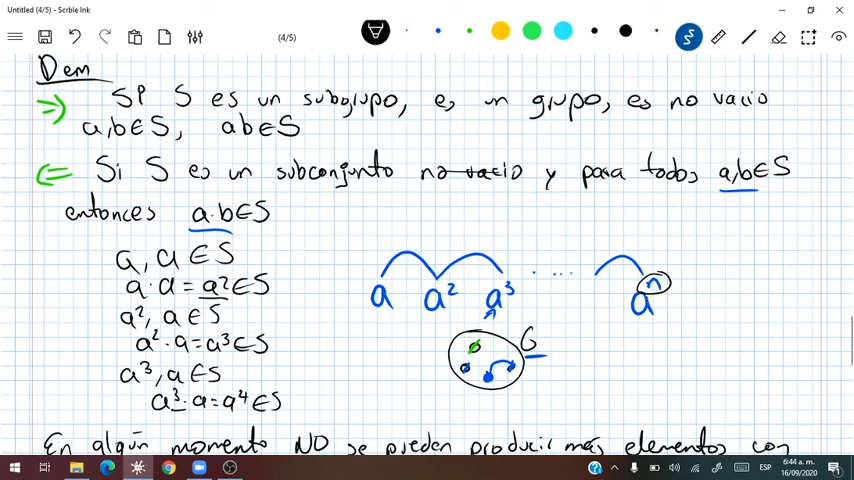 Untitled (4/5) - Scrble Ink
(4/5)
Dem
⇒) SP S es un subgrupo, es un grupo, es no vacio
a,b∈S, ab∈S
⇐ Si S es un subconjunto no vacio y para todos a,b∈S
entonces a·b∈S
a, a ∈ S
a·a = a²∈S
a², a ∈ S
a²·a = a³∈S
a³, a ∈ S
a³·a = a⁴∈S
a a² a³ · ... aⁿ
G
En algún momento NO se pueden producir más elementos con
ESP
6:44 a. m.
16/09/2020